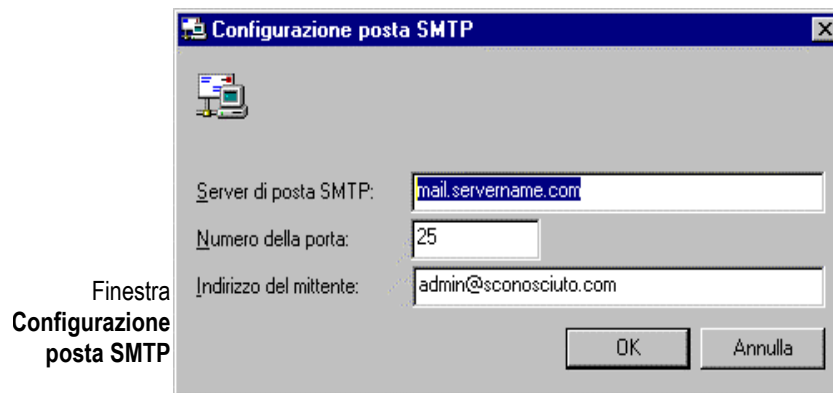 Configurazione posta SMTP
Server di posta SMTP:
mail.servername.com
Numero della porta:
25
Indirizzo del mittente:
admin@sconosciuto.com
OK
Annulla
Finestra
Configurazione
posta SMTP